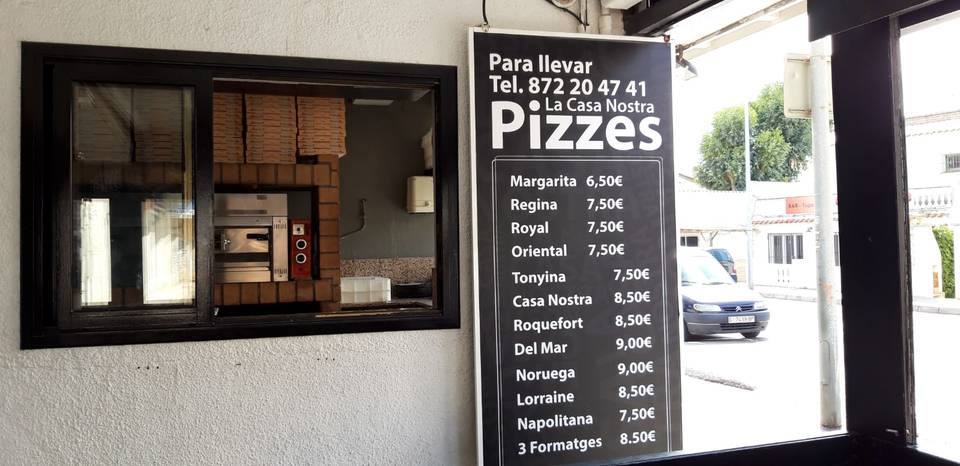 Para llevar
Tel. 872 20 47 41
La Casa Nostra
Pizzes
Margarita 6,50€
Regina 7,50€
Royal 7,50€
Oriental 7,50€
Tonyina 7,50€
Casa Nostra 8,50€
Roquefort 8,50€
Del Mar 9,00€
Noruega 9,00€
Lorraine 8,50€
Napolitana 7,50€
3 Formatges 8.50€